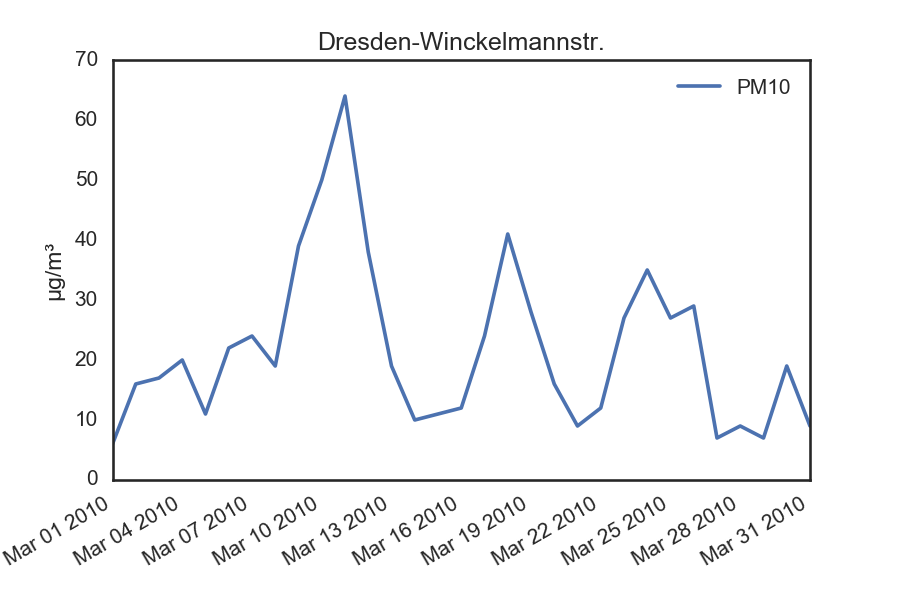 Dresden-Winckelmannstr.
70
60
50
40
30
20
10
0
µg/m³
PM10
Mar 01 2010
Mar 04 2010
Mar 07 2010
Mar 10 2010
Mar 13 2010
Mar 16 2010
Mar 19 2010
Mar 22 2010
Mar 25 2010
Mar 28 2010
Mar 31 2010